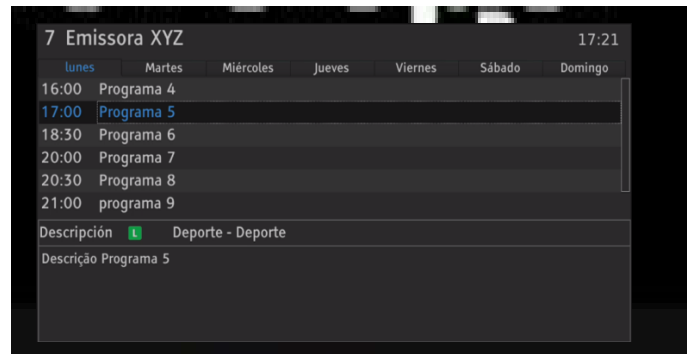 7 Emissora XYZ 17:21
lunes Martes Miércoles Jueves Viernes Sábado Domingo
16:00 Programa 4
17:00 Programa 5
18:30 Programa 6
20:00 Programa 7
20:30 Programa 8
21:00 programa 9
Descripción L Deporte - Deporte
Descrição Programa 5